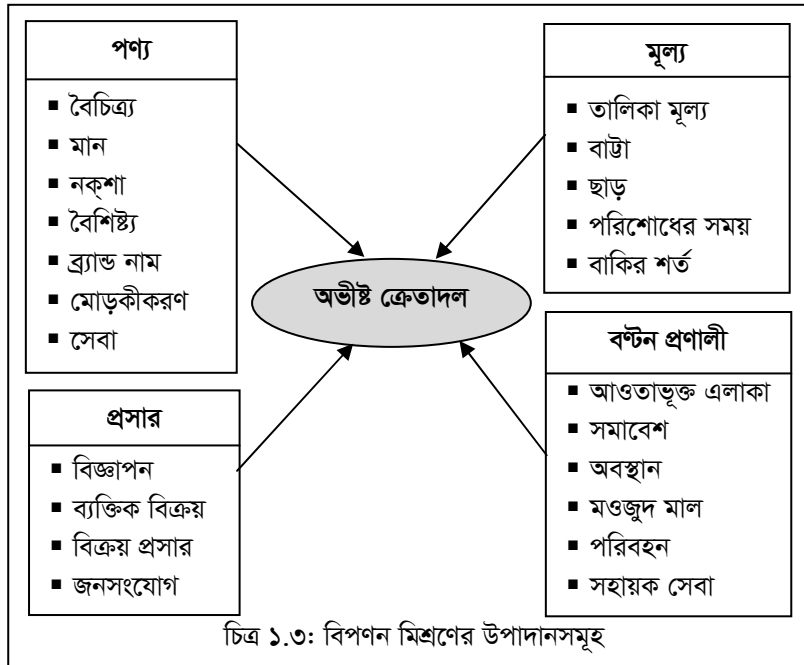 পণ্য
▪ বৈচিত্র্য
▪ মান
▪ নক্‌শা
▪ বৈশিষ্ট্য
▪ ব্র্যান্ড নাম
▪ মোড়কীকরণ
▪ সেবা
মূল্য
▪ তালিকা মূল্য
▪ বাট্টা
▪ ছাড়
▪ পরিশোধের সময়
▪ বাকির শর্ত
অভীষ্ট ক্রেতাদল
প্রসার
▪ বিজ্ঞাপন
▪ ব্যক্তিক বিক্রয়
▪ বিক্রয় প্রসার
▪ জনসংযোগ
বণ্টন প্রণালী
▪ আওতাভূক্ত এলাকা
▪ সমাবেশ
▪ অবস্থান
▪ মওজুদ মাল
▪ পরিবহন
▪ সহায়ক সেবা
চিত্র ১.৩: বিপণন মিশ্রণের উপাদানসমূহ